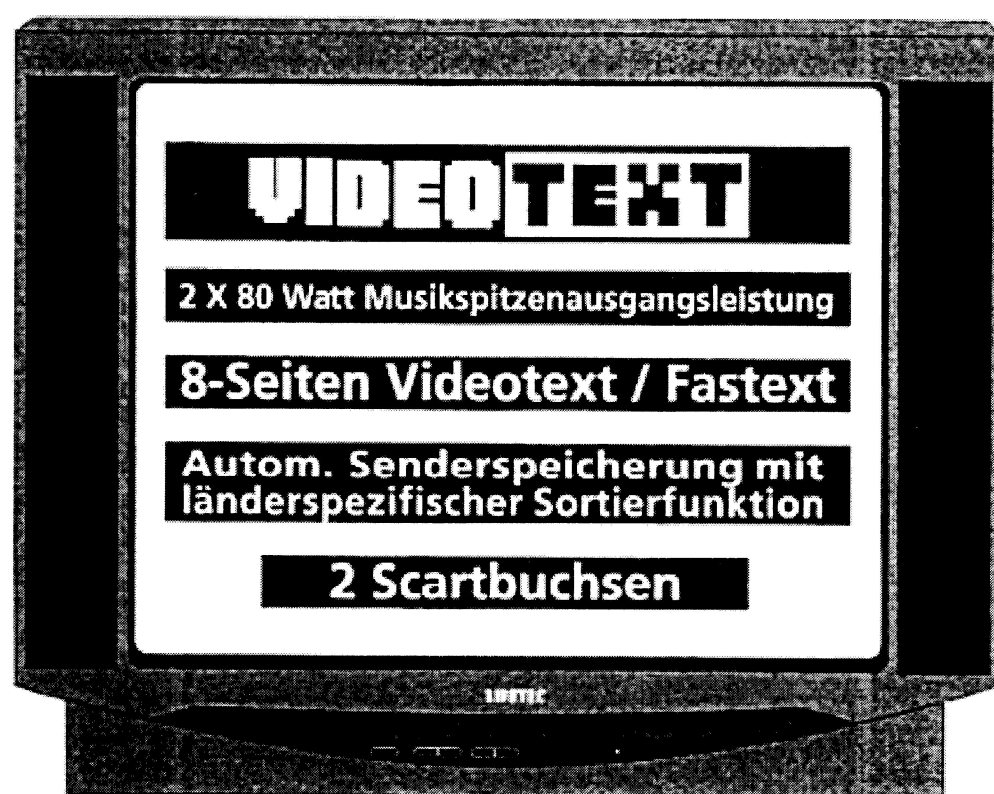 VIDEOTEXT
2 X 80 Watt Musikspitzenausgangsleistung
8-Seiten Videotext / Fastext
Autom. Senderspeicherung mit
länderspezifischer Sortierfunktion
2 Scartbuchsen